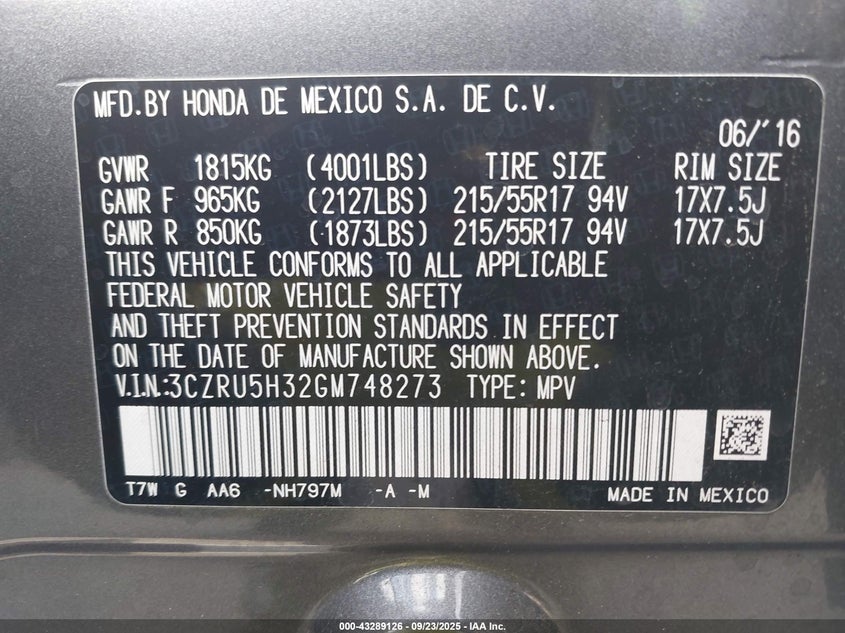 MFD.BY HONDA DE MEXICO S.A. DE C.V.
06/'16
GVWR 1815KG (4001LBS) TIRE SIZE RIM SIZE
GAWR F 965KG (2127LBS) 215/55R17 94V 17X7.5J
GAWR R 850KG (1873LBS) 215/55R17 94V 17X7.5J
THIS VEHICLE CONFORMS TO ALL APPLICABLE
FEDERAL MOTOR VEHICLE SAFETY
AND THEFT PREVENTION STANDARDS IN EFFECT
ON THE DATE OF MANUFACTURE SHOWN ABOVE.
V.I.N.:3CZRU5H32GM748273 TYPE: MPV
T7W G AA6 -NH797M -A -M
MADE IN MEXICO
000-43289126 - 09/23/2025 - IAA Inc.